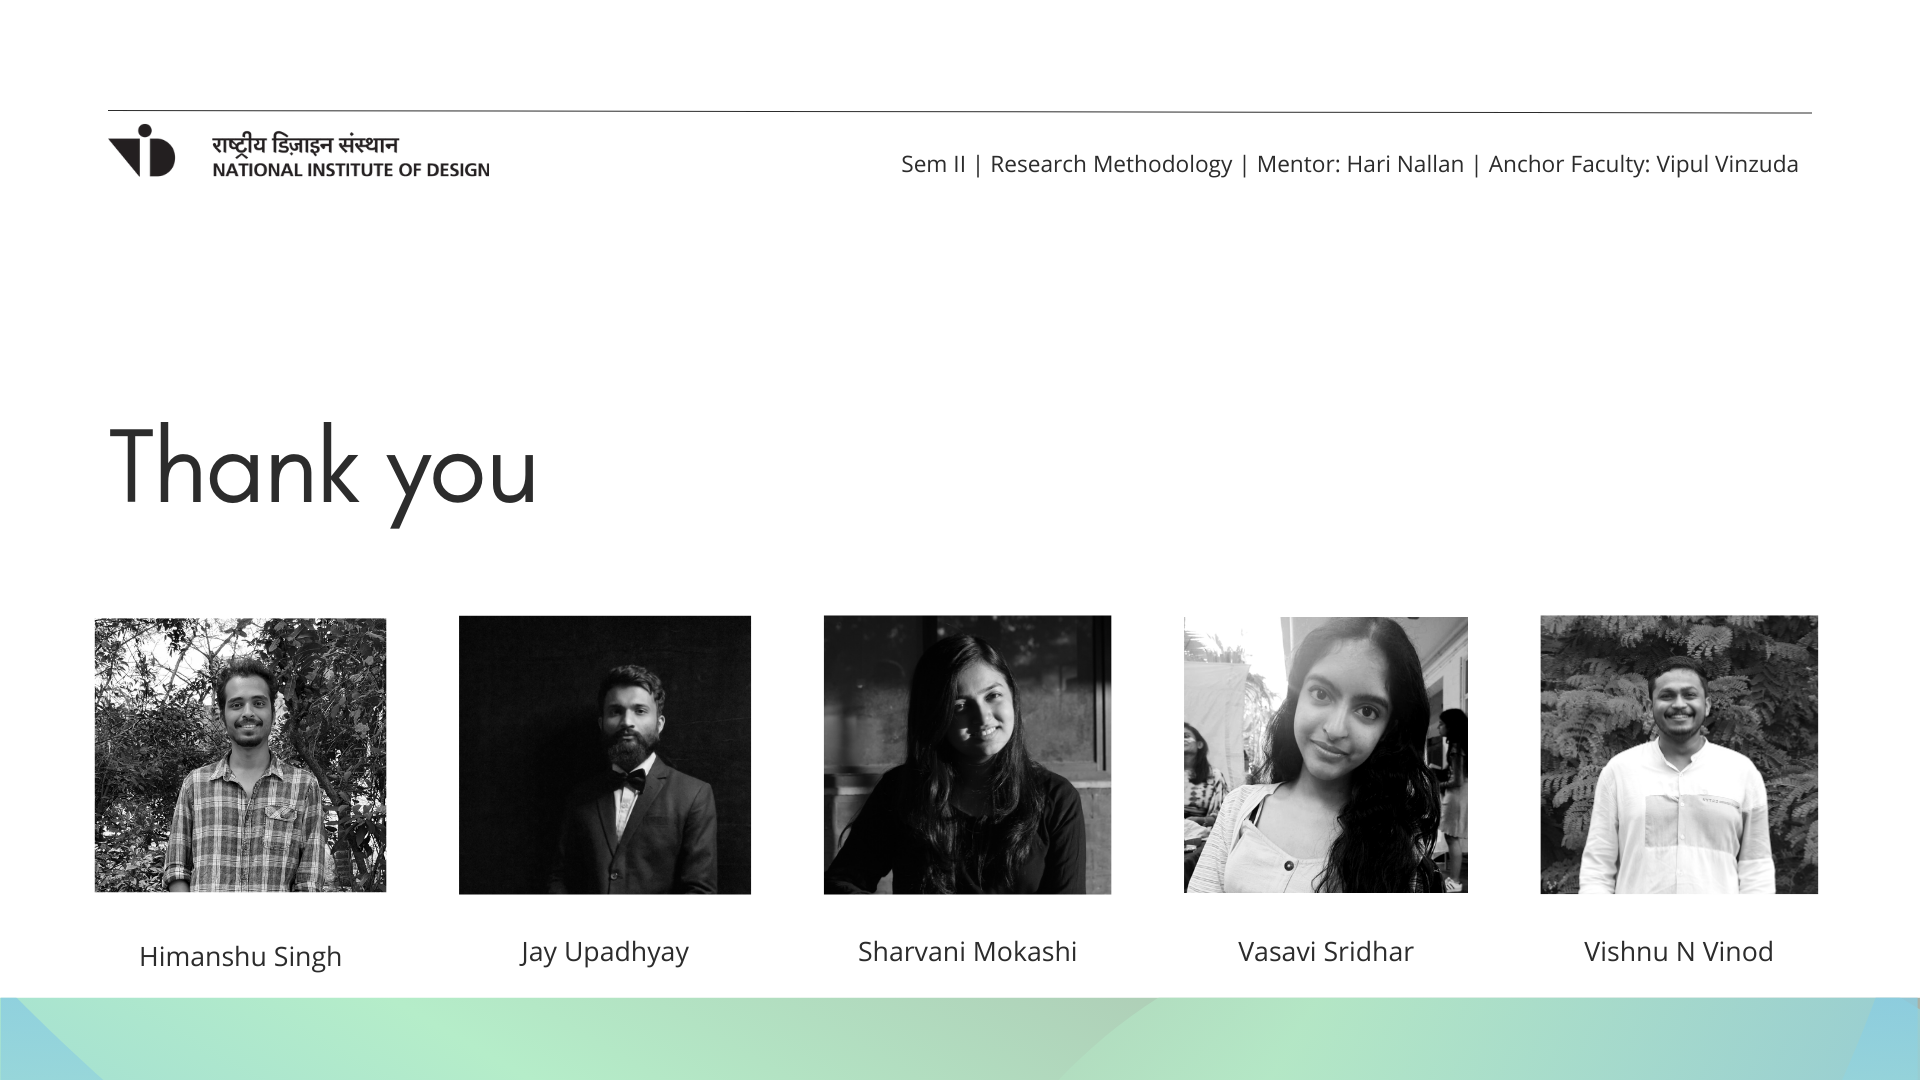 राष्ट्रीय डिज़ाइन संस्थान
NATIONAL INSTITUTE OF DESIGN
Sem II | Research Methodology | Mentor: Hari Nallan | Anchor Faculty: Vipul Vinzuda
Thank you
Himanshu Singh
Jay Upadhyay
Sharvani Mokashi
Vasavi Sridhar
Vishnu N Vinod